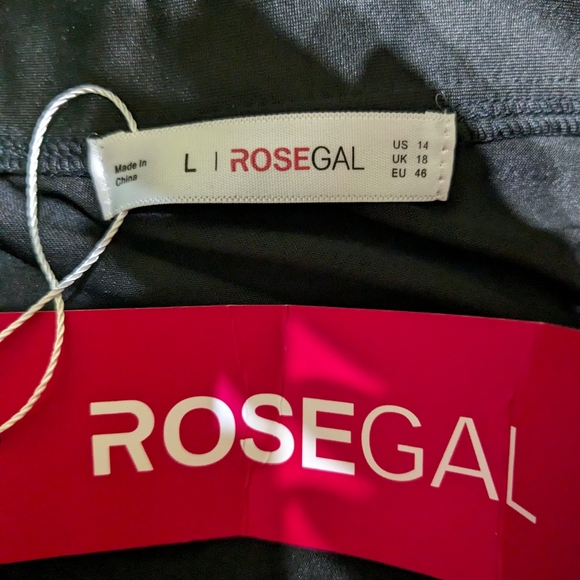 Made In
China
L | ROSEGAL
US 14
UK 18
EU 46
ROSEGAL